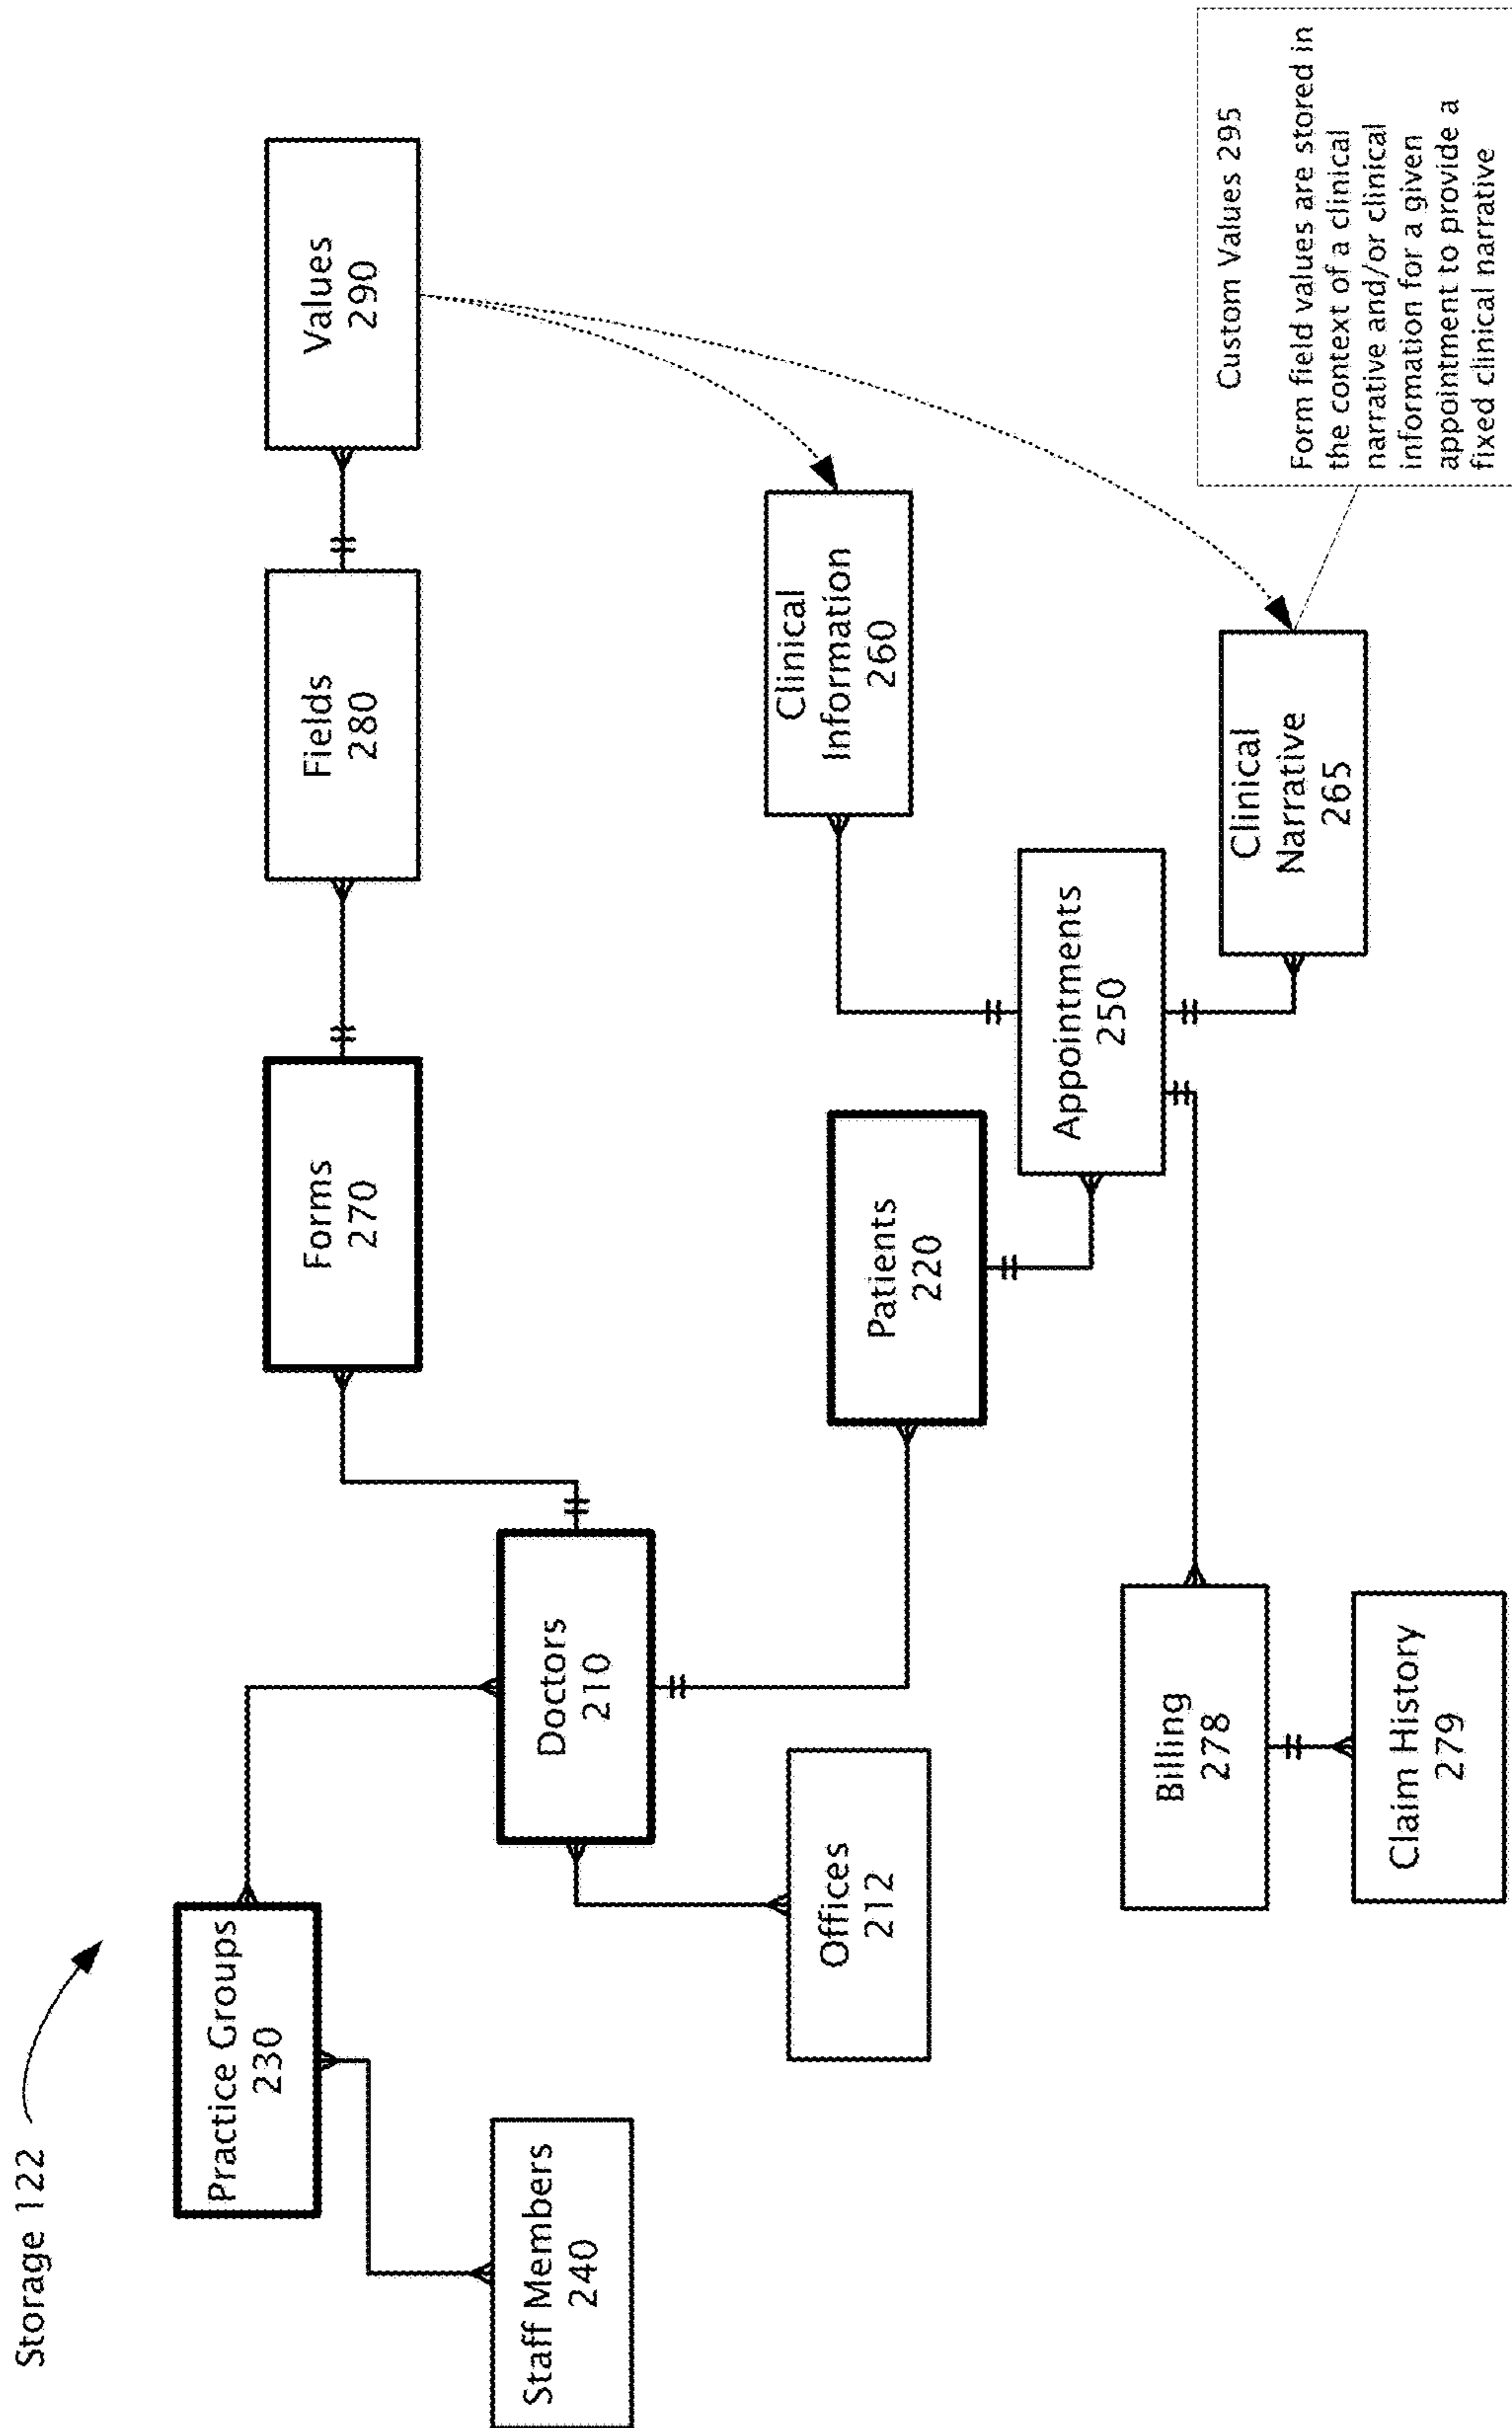 Storage 122
Practice Groups
230
Staff Members
240
Doctors
210
Offices
212
Forms
270
Fields
280
Values
290
Patients
220
Appointments
250
Clinical
Information
260
Clinical
Narrative
265
Billing
278
Claim History
279
Custom Values 295
Form field values are stored in
the context of a clinical
narrative and/or clinical
information for a given
appointment to provide a
fixed clinical narrative